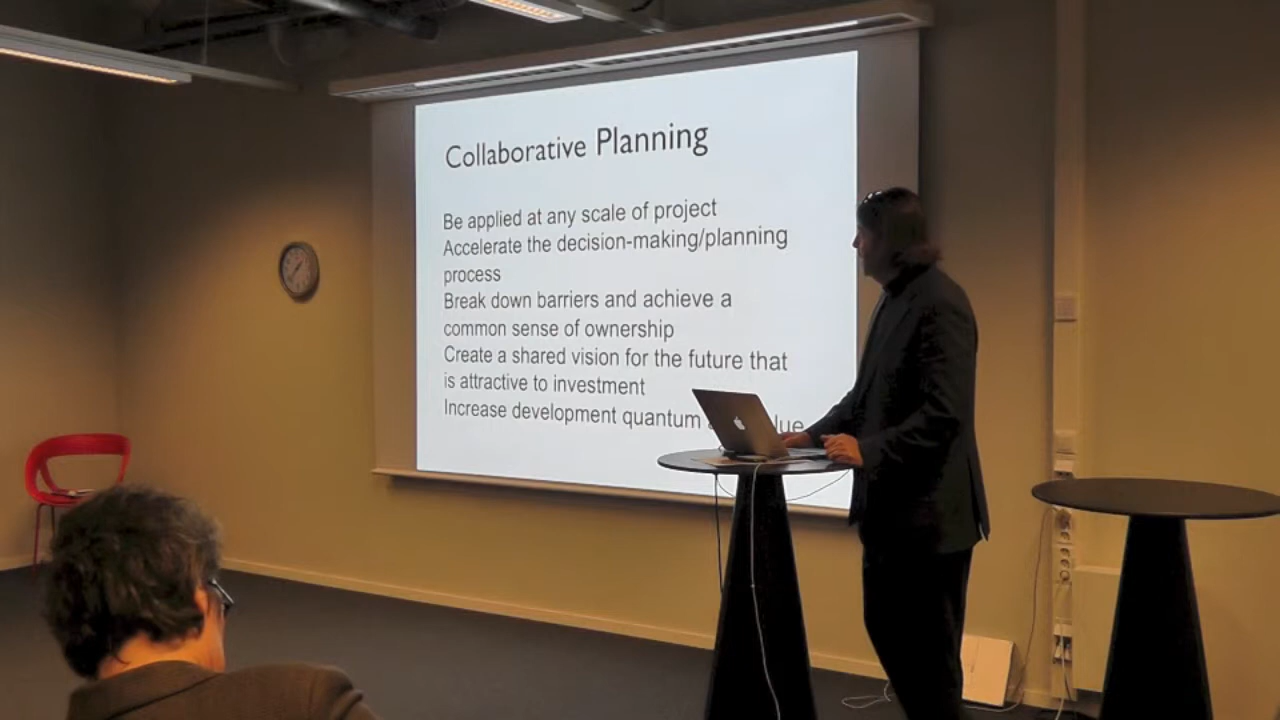 Collaborative Planning
Be applied at any scale of project
Accelerate the decision-making/planning
process
Break down barriers and achieve a
common sense of ownership
Create a shared vision for the future that
is attractive to investment
Increase development quantum